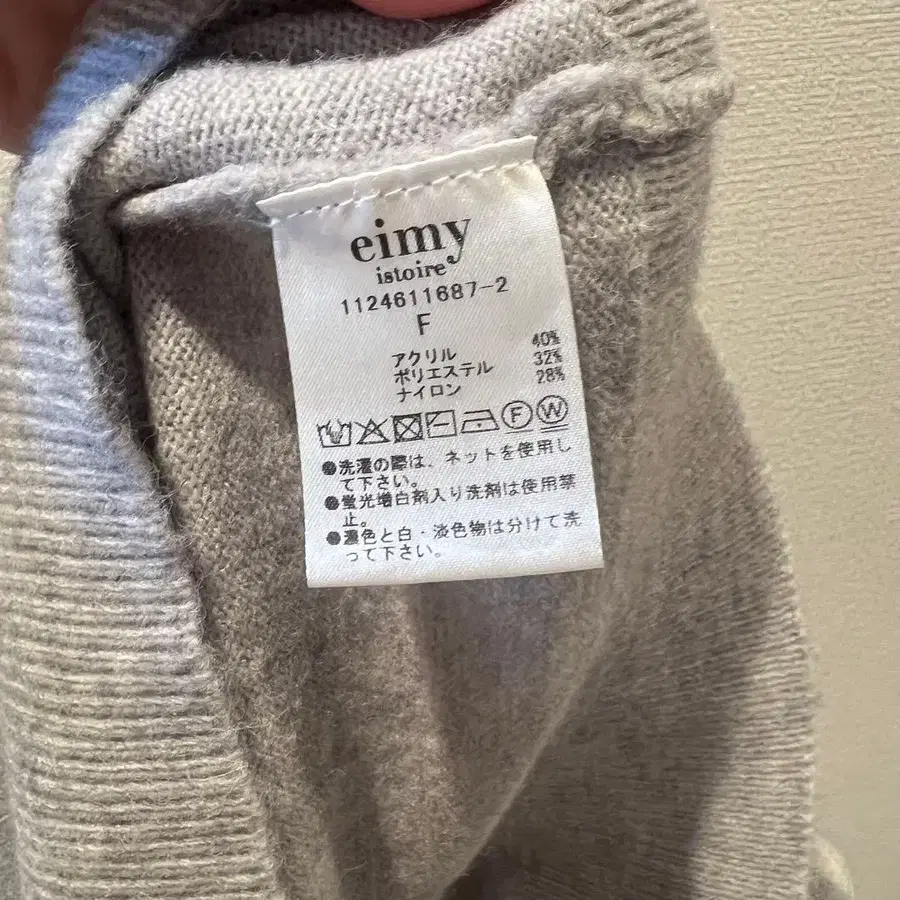 eimy
istoire
1124611687-2
F
アクリル 40%
ポリエステル 32%
ナイロン 28%
F W
●洗濯の際は、ネットを使用し
て下さい。
●蛍光増白剤入り洗剤は使用禁
止。
●濃色と白・淡色物は分けて洗
って下さい。